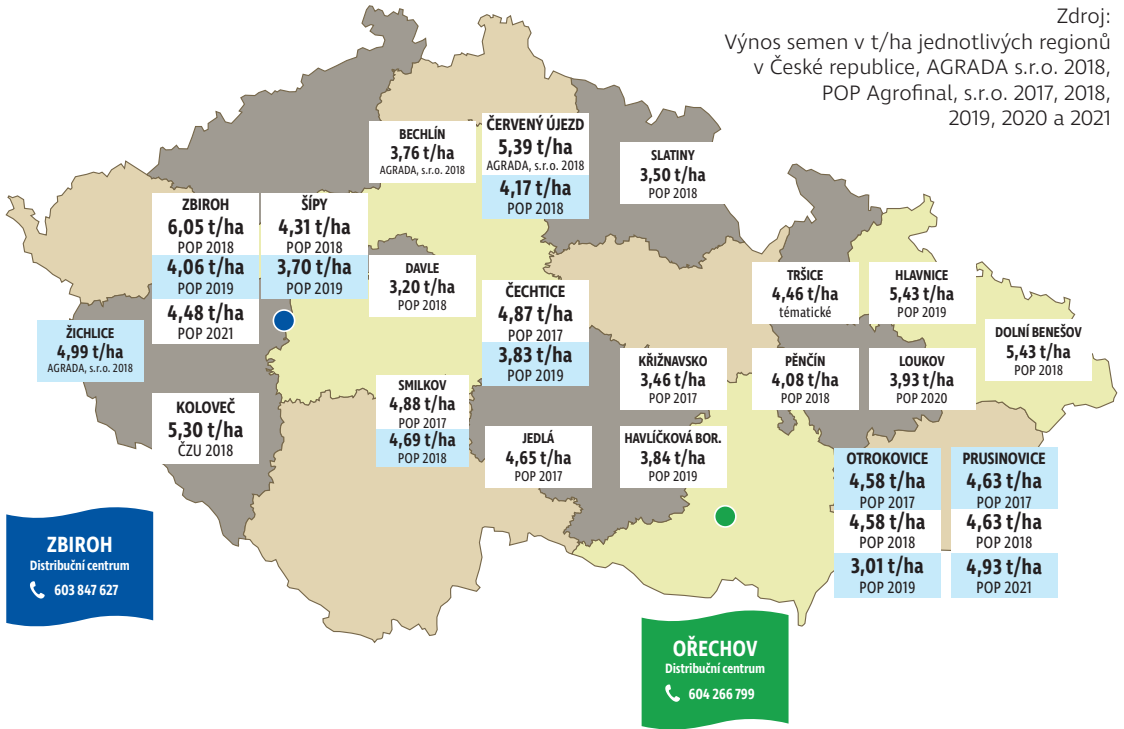 Zdroj:
Výnos semen v t/ha jednotlivých regionů
v České republice, AGRADA s.r.o. 2018,
POP Agrofinal, s.r.o. 2017, 2018,
2019, 2020 a 2021
BECHLÍN
3,76 t/ha
AGRADA, s.r.o. 2018
ČERVENÝ ÚJEZD
5,39 t/ha
AGRADA, s.r.o. 2018
4,17 t/ha
POP 2018
SLATINY
3,50 t/ha
POP 2018
ZBIROH
6,05 t/ha
POP 2018
4,06 t/ha
POP 2019
4,48 t/ha
POP 2021
ŠÍPY
4,31 t/ha
POP 2018
3,70 t/ha
POP 2019
DAVLE
3,20 t/ha
POP 2018
ČECHTICE
4,87 t/ha
POP 2017
3,83 t/ha
POP 2019
TRŠICE
4,46 t/ha
tématické
HLAVNICE
5,43 t/ha
POP 2019
DOLNÍ BENEŠOV
5,43 t/ha
POP 2018
ŽICHLICE
4,99 t/ha
AGRADA, s.r.o. 2018
KŘIŽNAVSKO
3,46 t/ha
POP 2017
PĚNČÍN
4,08 t/ha
POP 2018
LOUKOV
3,93 t/ha
POP 2020
KOLOVEČ
5,30 t/ha
ČZU 2018
SMILKOV
4,88 t/ha
POP 2017
4,69 t/ha
POP 2018
JEDLÁ
4,65 t/ha
POP 2017
HAVLÍČKOVÁ BOR.
3,84 t/ha
POP 2019
OTROKOVICE
4,58 t/ha
POP 2017
4,58 t/ha
POP 2018
3,01 t/ha
POP 2019
PRUSINOVICE
4,63 t/ha
POP 2017
4,63 t/ha
POP 2018
4,93 t/ha
POP 2021
ZBIROH
Distribuční centrum
603 847 627
OŘECHOV
Distribuční centrum
604 266 799